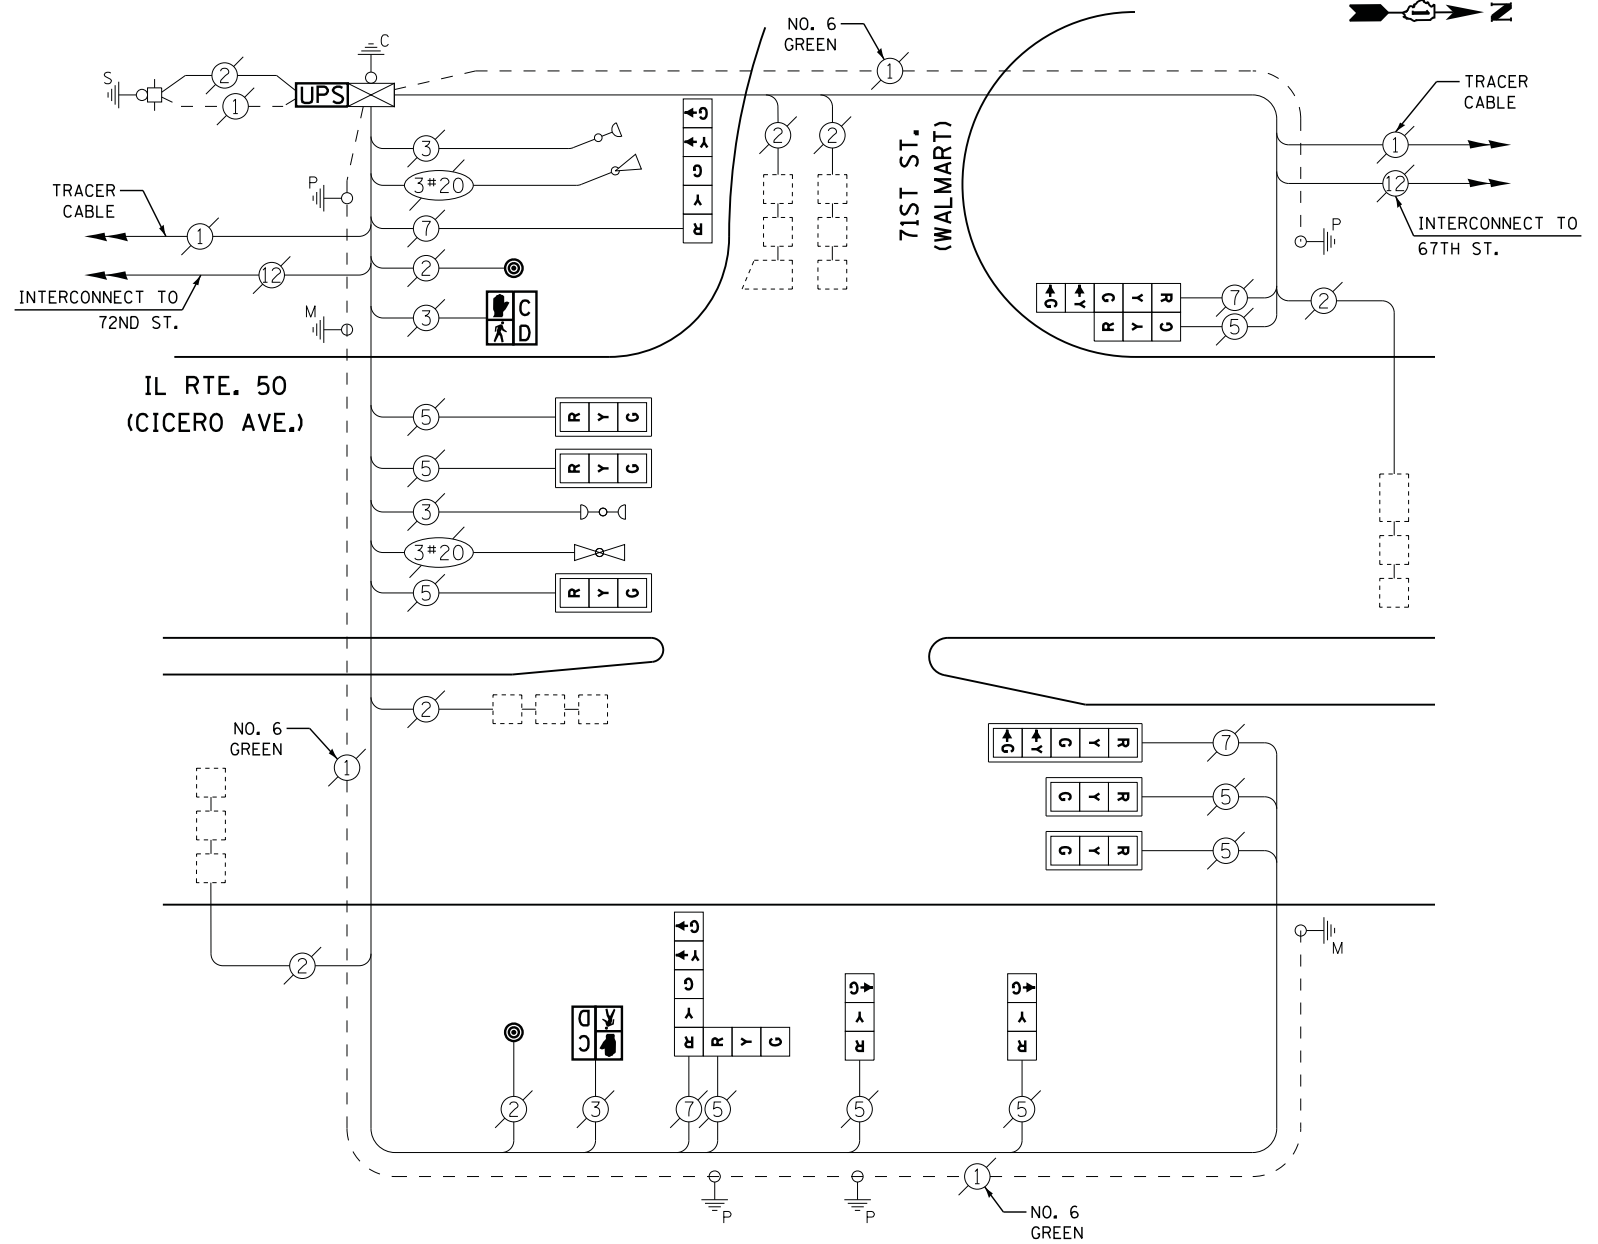 N
NO. 6
GREEN
1
C
S
2
1
UPS
TRACER
CABLE
1
12
INTERCONNECT TO
67TH ST.
P
71ST ST.
(WALMART)
2
2
3
3#20
7
G
Y
G
Y
R
P
TRACER
CABLE
1
12
INTERCONNECT TO
72ND ST.
2
M
3
C
D
G Y G Y R
7
R Y G
5
2
IL RTE. 50
(CICERO AVE.)
5
R Y G
5
R Y G
3
3#20
5
R Y G
2
NO. 6
GREEN
1
G Y G Y R
7
G Y R
5
G Y R
5
2
M
D
C
G
Y
G
Y
R
R Y G
G
Y
R
G
Y
R
2
3
7
5
5
5
1
P
P
NO. 6
GREEN